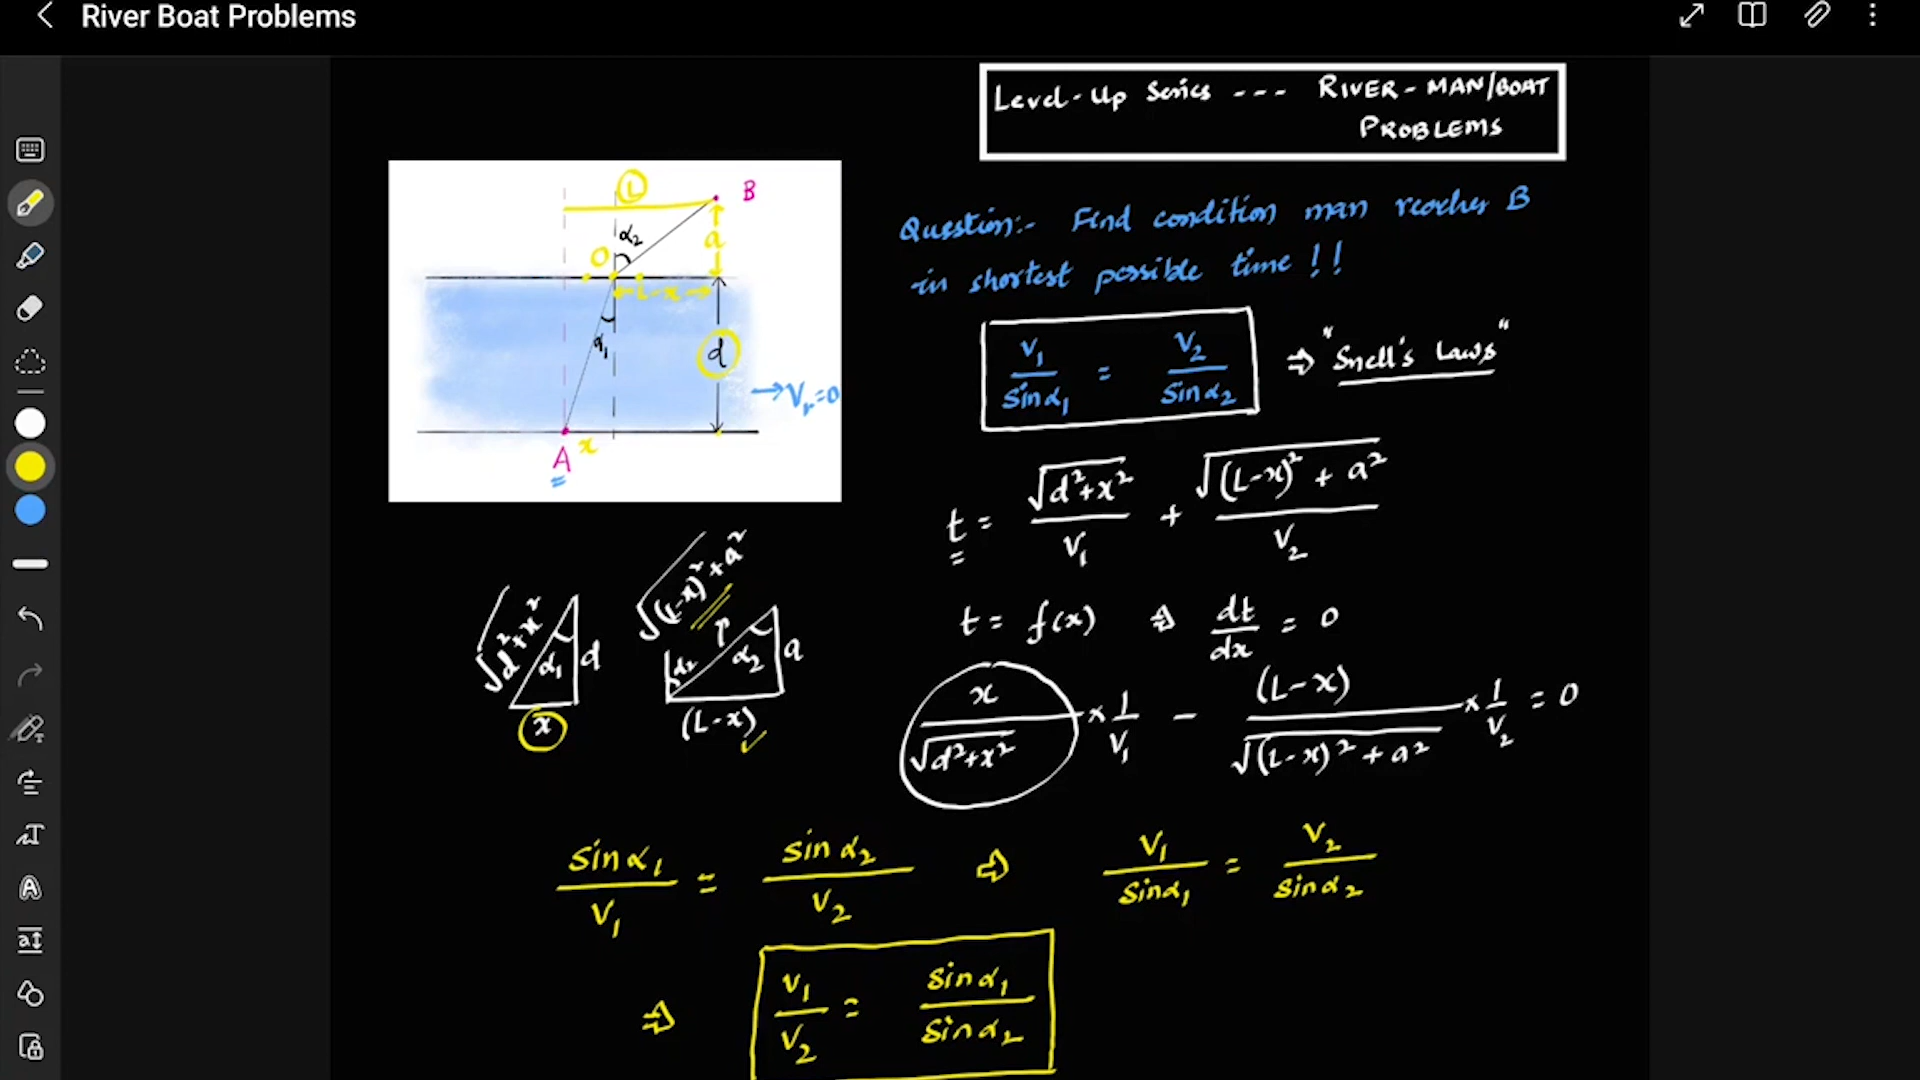 River Boat Problems
Level-Up Series --- RIVER-MAN/BOAT
PROBLEMS
L
B
α₂
a
O
L-x
α₁
d
→Vᵣ=0
A
x
Question:- Find condition man reaches B
in shortest possible time!!
V₁/sinα₁ = V₂/sinα₂ ⇒ "Snell's Laws"
t = √(d²+x²)/V₁ + √((L-x)²+a²)/V₂
√(d²+x²)
α₁
d
x
√((L-x)²+a²)
α₂
α₂
a
(L-x)
t = f(x) ⇒ dt/dx = 0
x/√(d²+x²) × 1/V₁ - (L-x)/√((L-x)²+a²) × 1/V₂ = 0
sinα₁/V₁ = sinα₂/V₂ ⇒ V₁/sinα₁ = V₂/sinα₂
⇒ V₁/V₂ = sinα₁/sinα₂